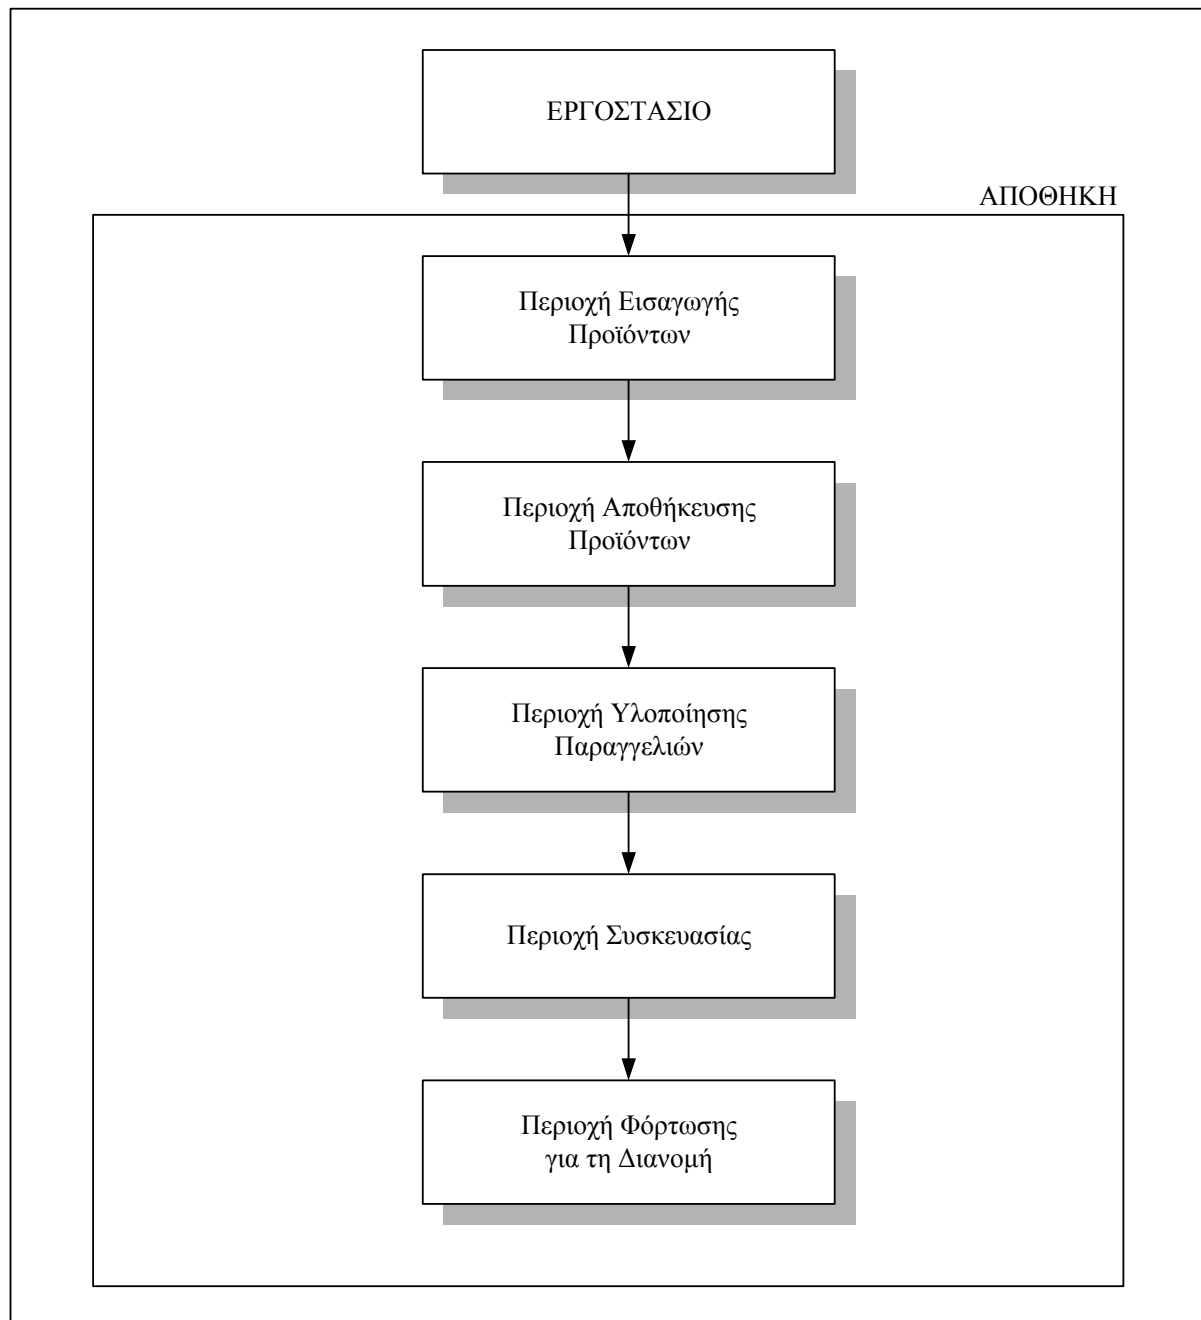 ΕΡΓΟΣΤΑΣΙΟ
ΑΠΟΘΗΚΗ
Περιοχή Εισαγωγής
Προϊόντων
Περιοχή Αποθήκευσης
Προϊόντων
Περιοχή Υλοποίησης
Παραγγελιών
Περιοχή Συσκευασίας
Περιοχή Φόρτωσης
για τη Διανομή